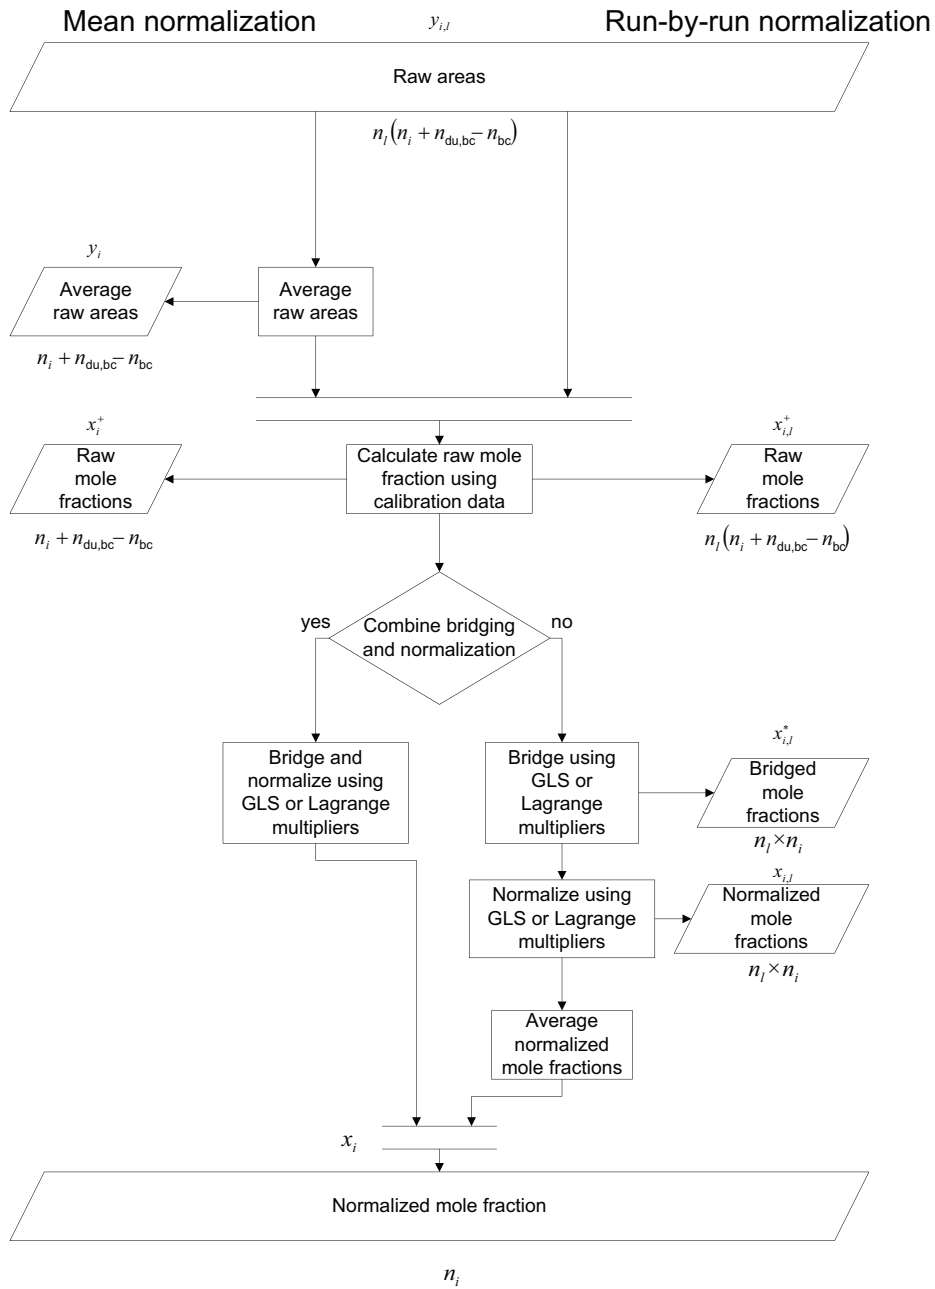 Mean normalization
y_{i,l}
Run-by-run normalization
Raw areas
n_l(n_i + n_{du,bc} − n_{bc})
y_i
Average
raw areas
Average
raw areas
n_i + n_{du,bc} − n_{bc}
x_i^+
x_{i,l}^+
Raw
mole
fractions
Calculate raw mole
fraction using
calibration data
Raw
mole
fractions
n_i + n_{du,bc} − n_{bc}
n_l(n_i + n_{du,bc} − n_{bc})
yes
Combine bridging
and normalization
no
Bridge and
normalize using
GLS or Lagrange
multipliers
Bridge using
GLS or
Lagrange
multipliers
x_{i,l}^*
Bridged
mole
fractions
n_l × n_i
x_{i,l}
Normalize using
GLS or Lagrange
multipliers
Normalized
mole
fractions
n_l × n_i
Average
normalized
mole fractions
x_i
Normalized mole fraction
n_i